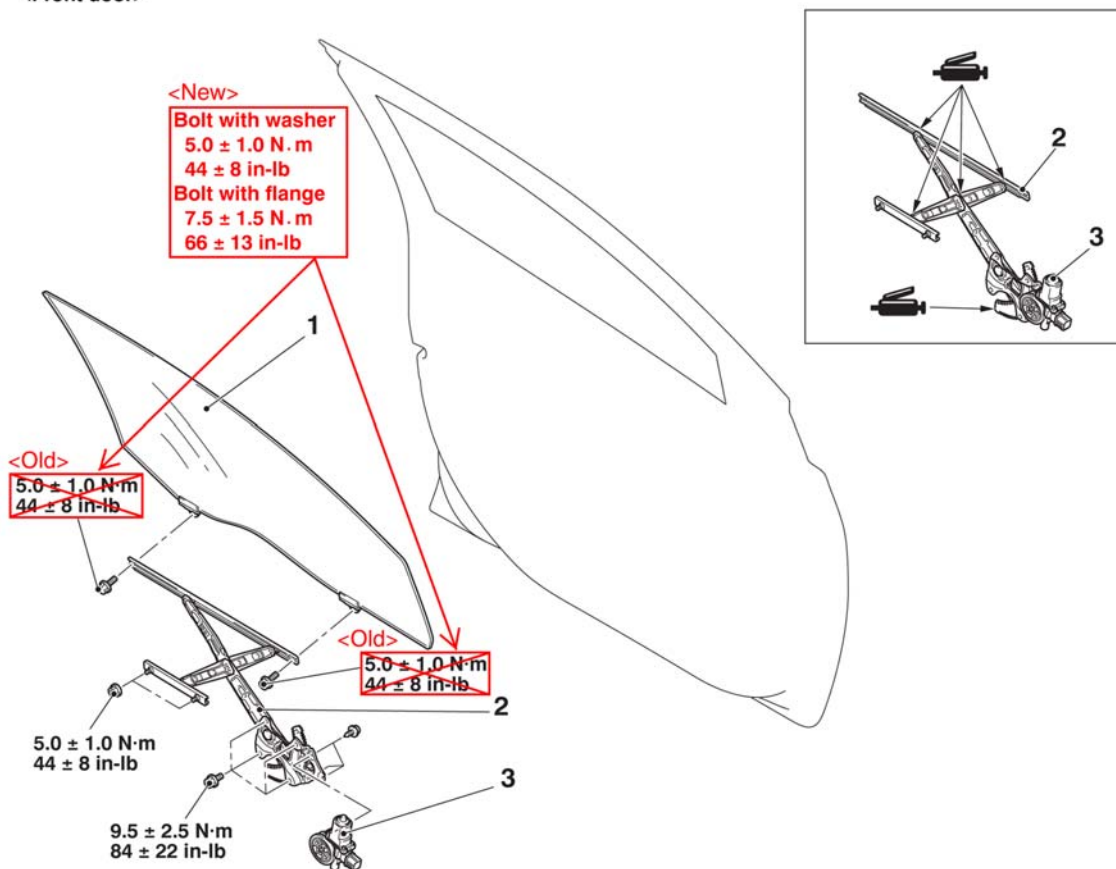 <New>
Bolt with washer
5.0 ± 1.0 N·m
44 ± 8 in-lb
Bolt with flange
7.5 ± 1.5 N·m
66 ± 13 in-lb
2
3
1
<Old>
5.0 ± 1.0 N·m
44 ± 8 in-lb
<Old>
5.0 ± 1.0 N·m
44 ± 8 in-lb
2
5.0 ± 1.0 N·m
44 ± 8 in-lb
3
9.5 ± 2.5 N·m
84 ± 22 in-lb